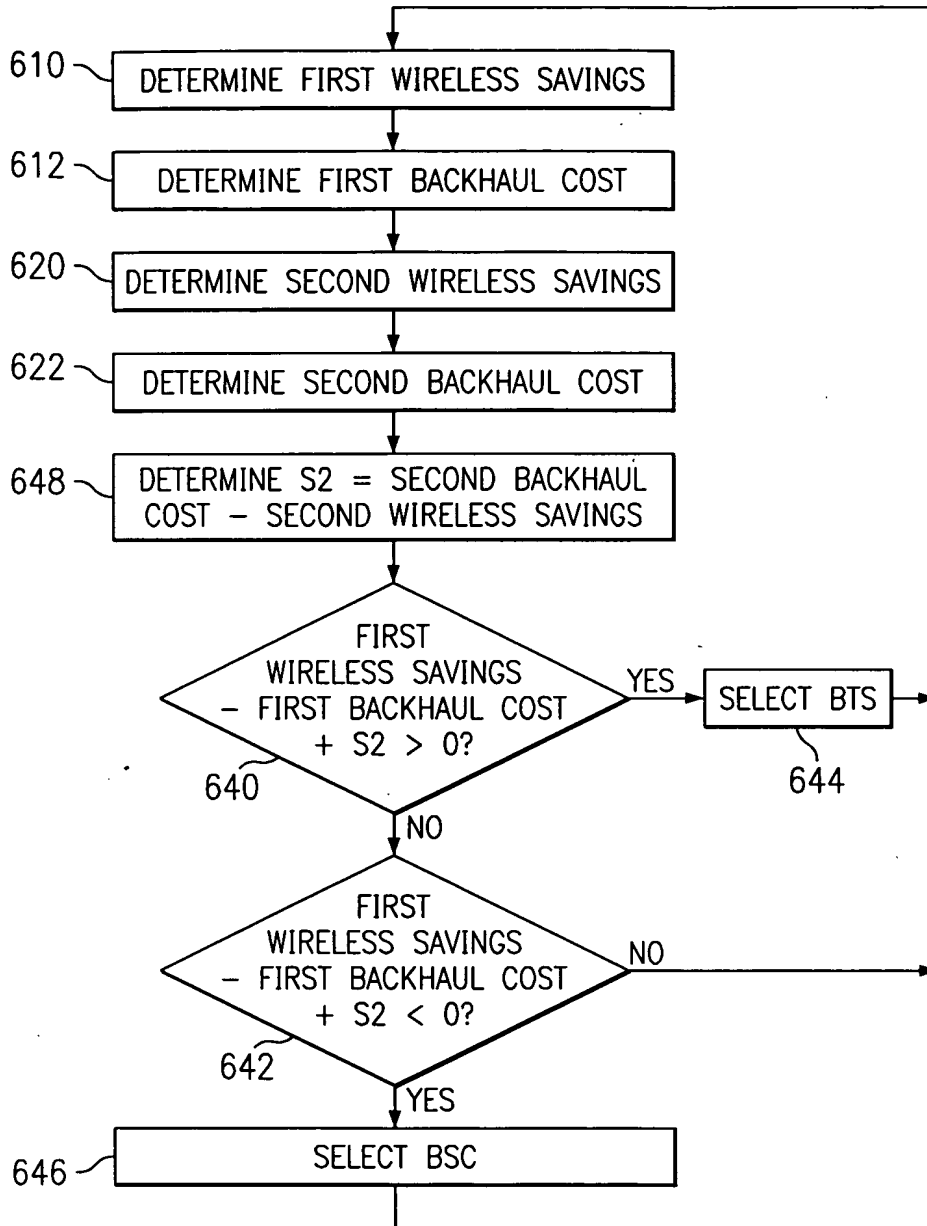 610
DETERMINE FIRST WIRELESS SAVINGS
612
DETERMINE FIRST BACKHAUL COST
620
DETERMINE SECOND WIRELESS SAVINGS
622
DETERMINE SECOND BACKHAUL COST
648
DETERMINE S2 = SECOND BACKHAUL
COST – SECOND WIRELESS SAVINGS
FIRST
WIRELESS SAVINGS
– FIRST BACKHAUL COST
+ S2 > 0?
640
YES
SELECT BTS
644
NO
FIRST
WIRELESS SAVINGS
– FIRST BACKHAUL COST
+ S2 < 0?
642
NO
YES
646
SELECT BSC